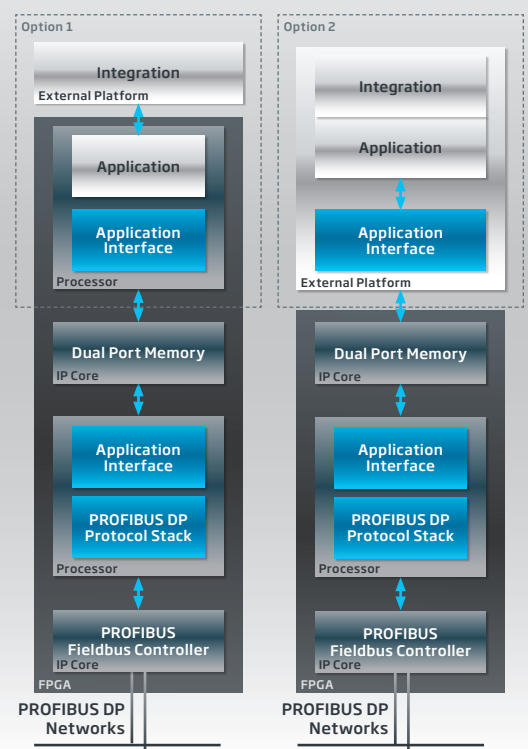 Option 1
Integration
External Platform
Application
Application
Interface
Processor
Dual Port Memory
IP Core
Application
Interface
PROFIBUS DP
Protocol Stack
Processor
PROFIBUS
Fieldbus Controller
IP Core
FPGA
PROFIBUS DP
Networks
Option 2
Integration
Application
Application
Interface
External Platform
Dual Port Memory
IP Core
Application
Interface
PROFIBUS DP
Protocol Stack
Processor
PROFIBUS
Fieldbus Controller
IP Core
FPGA
PROFIBUS DP
Networks